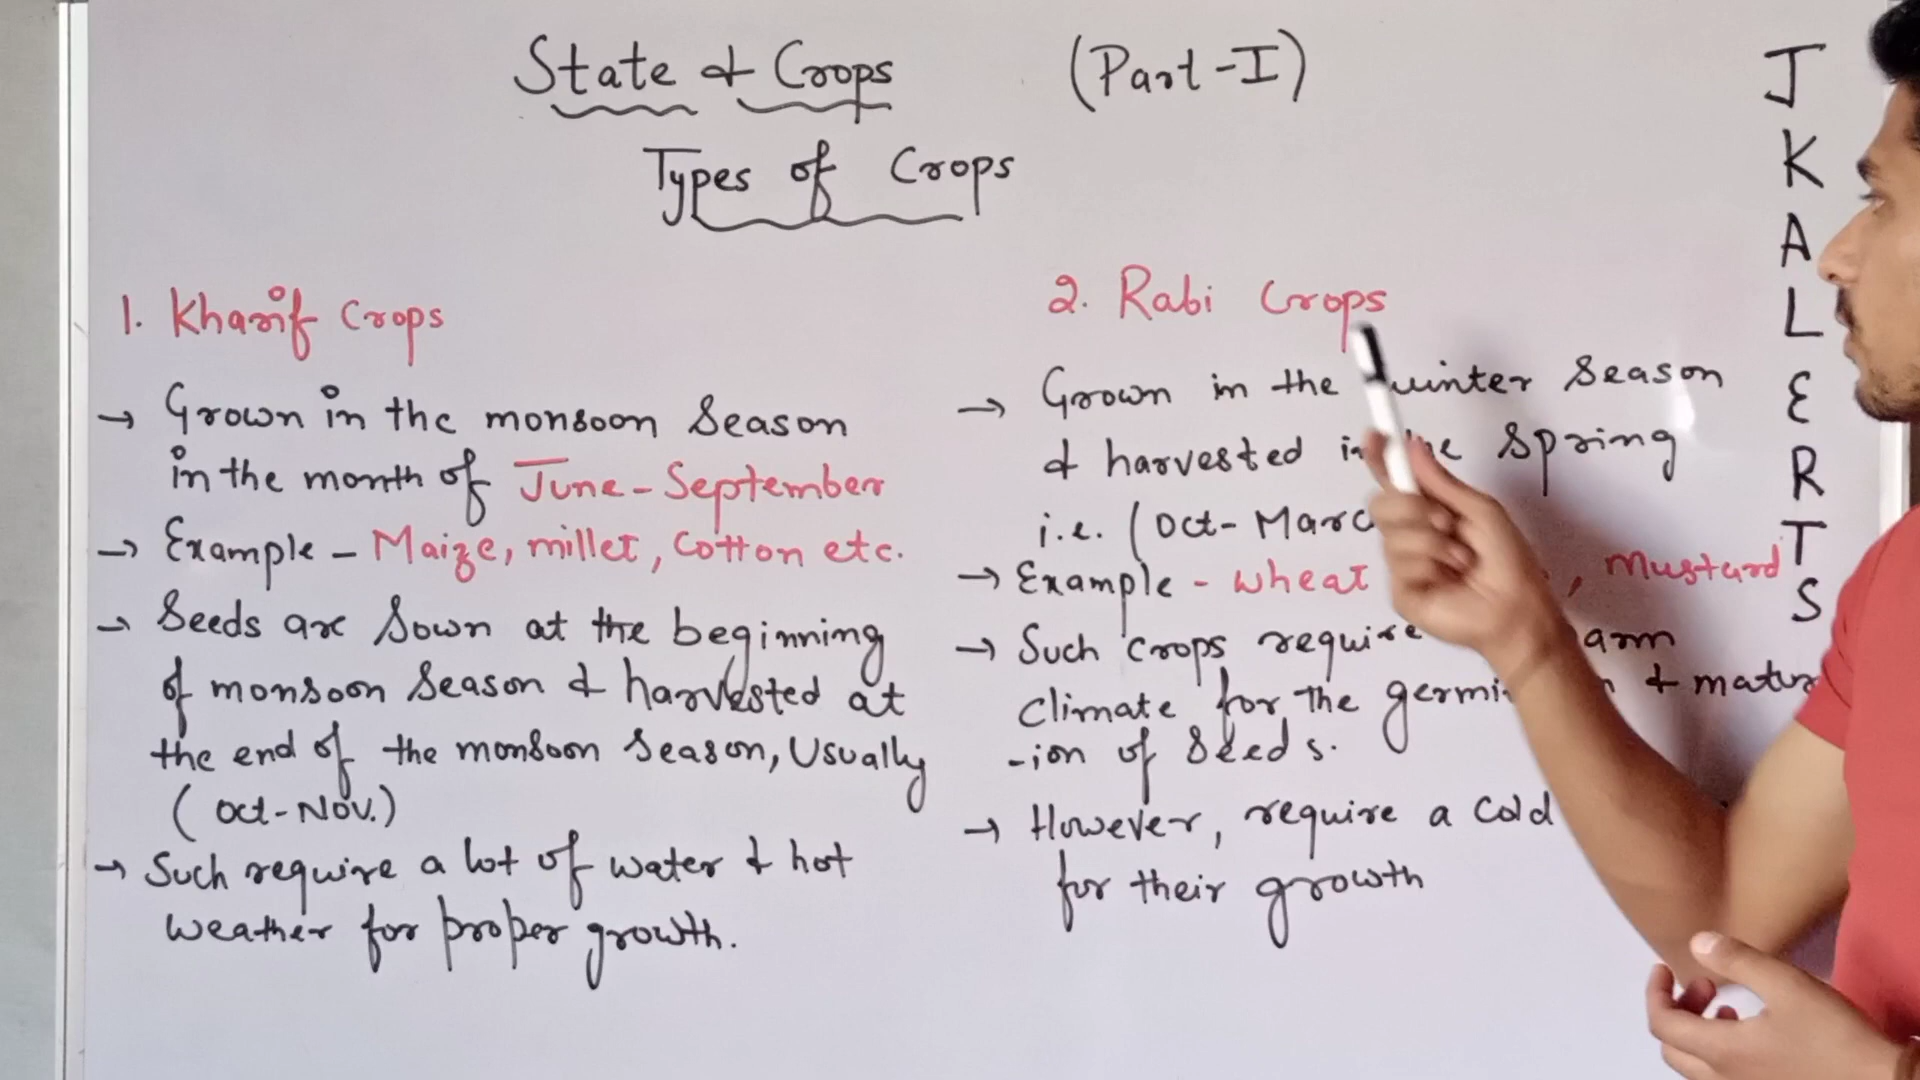 State & Crops (Part-I)
Types of Crops
1. Kharif Crops
→ Grown in the monsoon Season
in the month of June-September
→ Example - Maize, millet, Cotton etc.
→ Seeds are Sown at the beginning
of monsoon Season & harvested at
the end of the monsoon Season, Usually
(Oct-Nov.)
→ Such require a lot of water & hot
weather for proper growth.
2. Rabi Crops
→ Grown in the winter Season
& harvested in Spring
i.e. (Oct-Marc
→ Example - Wheat , Mustard
→ Such crops require arm
climate for the germi n & matur
-ion of Seeds.
→ However, require a Cold
for their growth
JKALERTS